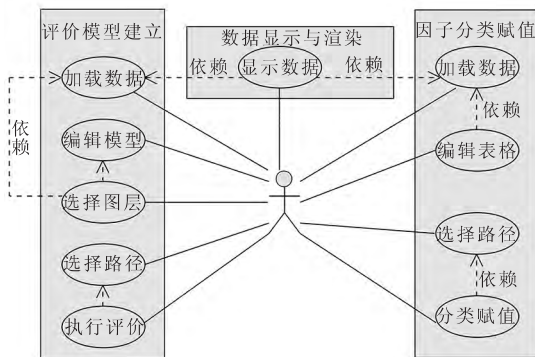 评价模型建立
加载数据
编辑模型
选择图层
选择路径
执行评价
依赖
数据显示与渲染
依赖
显示数据
依赖
因子分类赋值
加载数据
依赖
编辑表格
选择路径
依赖
分类赋值